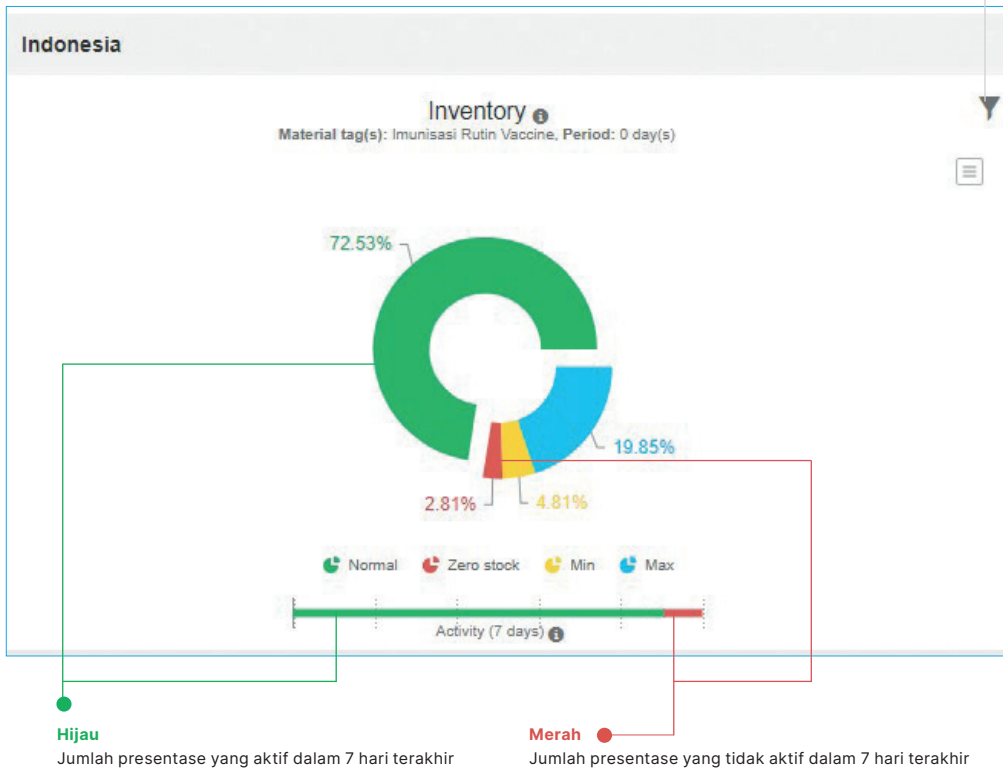 Indonesia
Inventory
Material tag(s): Imunisasi Rutin Vaccine, Period: 0 day(s)
72.53%
19.85%
2.81%
4.81%
Normal Zero stock Min Max
Activity (7 days)
Hijau
Jumlah presentase yang aktif dalam 7 hari terakhir
Merah
Jumlah presentase yang tidak aktif dalam 7 hari terakhir